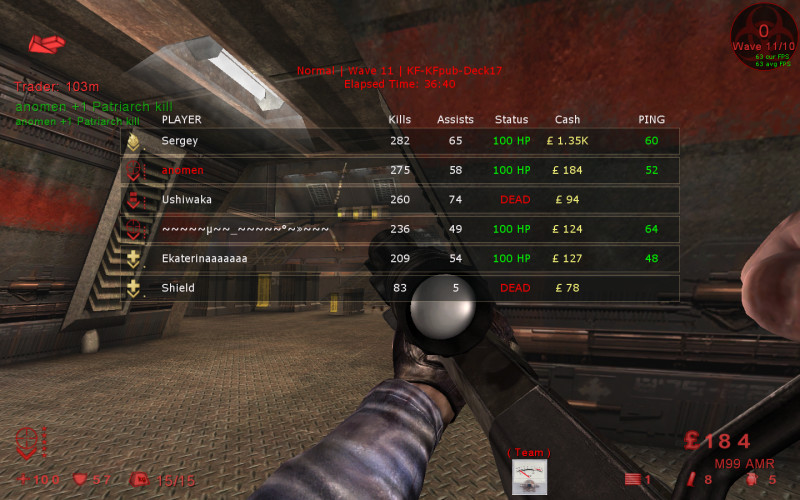 0
Wave 11/10
63 cur FPS
63 avg FPS
Normal | Wave 11 | KF-KFpub-Deck17
Elapsed Time: 36:40
Trader: 103m
anomen +1 Patriarch kill
anomen +1 Patriarch kill
PLAYER Kills Assists Status Cash PING
Sergey 282 65 100 HP £ 1.35K 60
anomen 275 58 100 HP £ 184 52
Ushiwaka 260 74 DEAD £ 94
~~~~~µ~~_~~~~~°~»~~~ 236 49 100 HP £ 124 64
Ekaterinaaaaaaa 209 54 100 HP £ 127 48
Shield 83 5 DEAD £ 78
( Team )
£184
M99 AMR
15/15
1 8 5